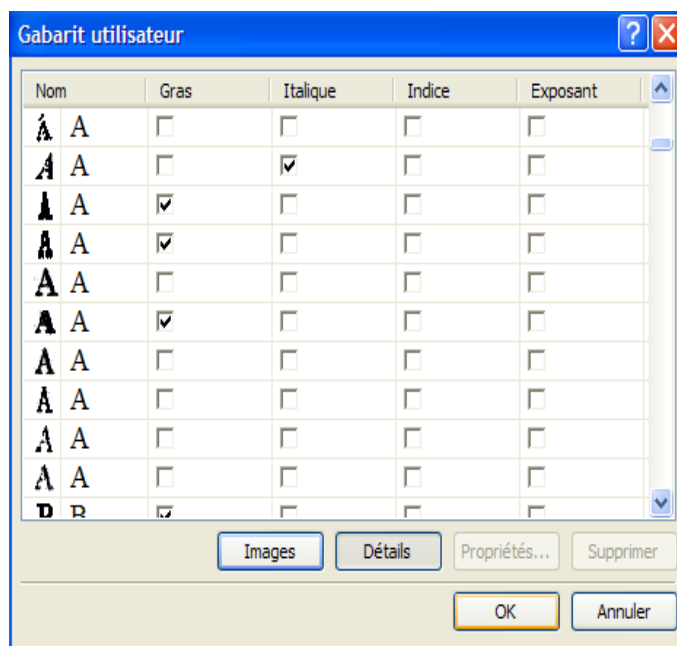 Gabarit utilisateur
Nom Gras Italique Indice Exposant
A A
A A
A A
A A
A A
A A
A A
A A
A A
A A
B B
Images Détails Propriétés... Supprimer
OK Annuler